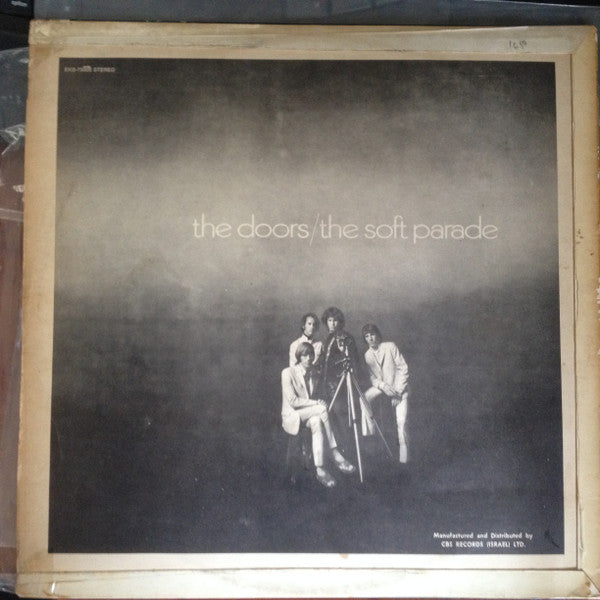 STEREO
the doors/the soft parade
Manufactured and Distributed by
CBS RECORDS (ISRAEL) LTD.